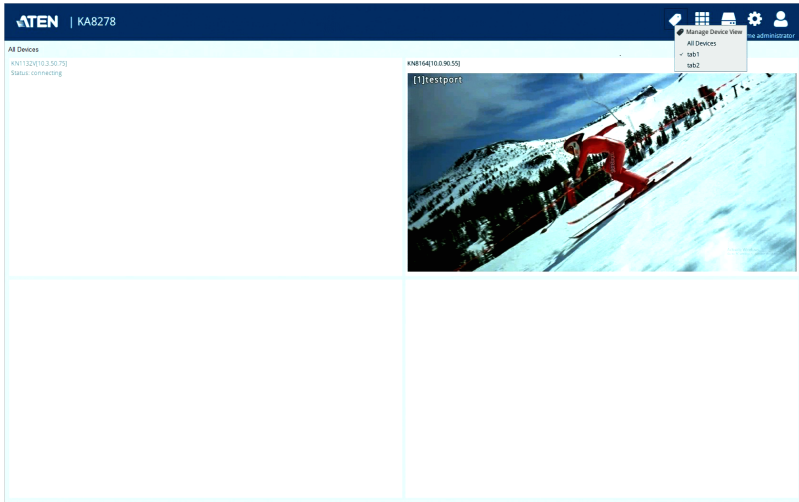 ATEN | KA8278
Manage Device View
me administrator
All Devices
tab1
tab2
All Devices
KN1132V[10.3.50.75]
Status: connecting
KN8164[10.0.90.55]
[1]testport